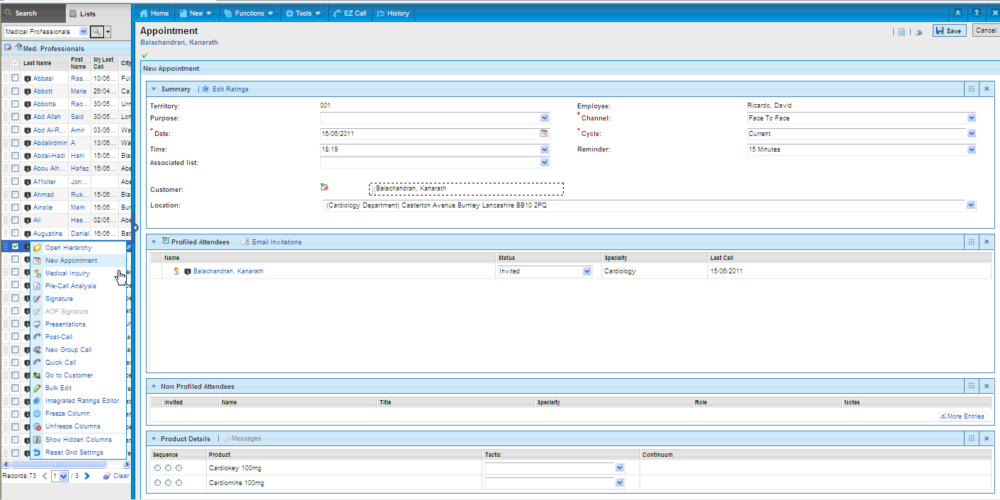 Search Lists Home New Functions Tools EZ Call History ?
Medical Professionals
Med. Professionals
Last Name First Name My Last Call City
Abbasi Ras... 10/06... Ful
Abbott Marie 26/04... Ca.
Abbotts Rac... 30/05... Urm
Abd Allah Said 30/05... Lon
Abd Al-R... Amir 03/06... Wa
Abdalirdmin A 13/06... Wa
Abdel-Hadi Hani 15/06... Bla
Abou Alh... Hafez 16/06... Abe
Affolter Jon... Abe
Ahmad Ruk... 15/06... Bla
Ainslie Mark 16/06... Bur
Ali Has... 02/05... Abe
Augustine Daniel 16/06... Bat
Open Hierarchy
New Appointment
Medical Inquiry
Pre-Call Analysis
Signature
AOP Signature
Presentations
Post-Call
New Group Call
Quick Call
Go to Customer
Bulk Edit
Integrated Ratings Editor
Freeze Column
Unfreeze Columns
Show Hidden Columns
Reset Grid Settings
Records:73 1 / 3 Clear
Appointment Save Cancel
Balachandran, Kanarath
New Appointment
Summary | Edit Ratings
Territory: 001 Employee: Ricardo, David
Purpose: * Channel: Face To Face
* Date: 16/06/2011 * Cycle: Current
Time: 18:19 Reminder: 15 Minutes
Associated list:
Customer: Balachandran, Kanarath
Location: (Cardiology Department) Casterton Avenue Burnley Lancashire BB10 2PQ
Profiled Attendees Email Invitations
Name Status Specialty Last Call
Balachandran, Kanarath Invited Cardiology 15/06/2011
Non Profiled Attendees
Invited Name Title Specialty Role Notes
More Entries
Product Details | Messages
Sequence Product Tactic Continuum
Cardiokey 100mg
Cardiomine 100mg